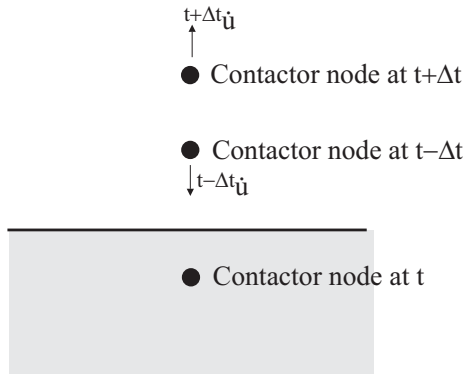 t+Δtu̇
Contactor node at t+Δt
Contactor node at t−Δt
t−Δtu̇
Contactor node at t